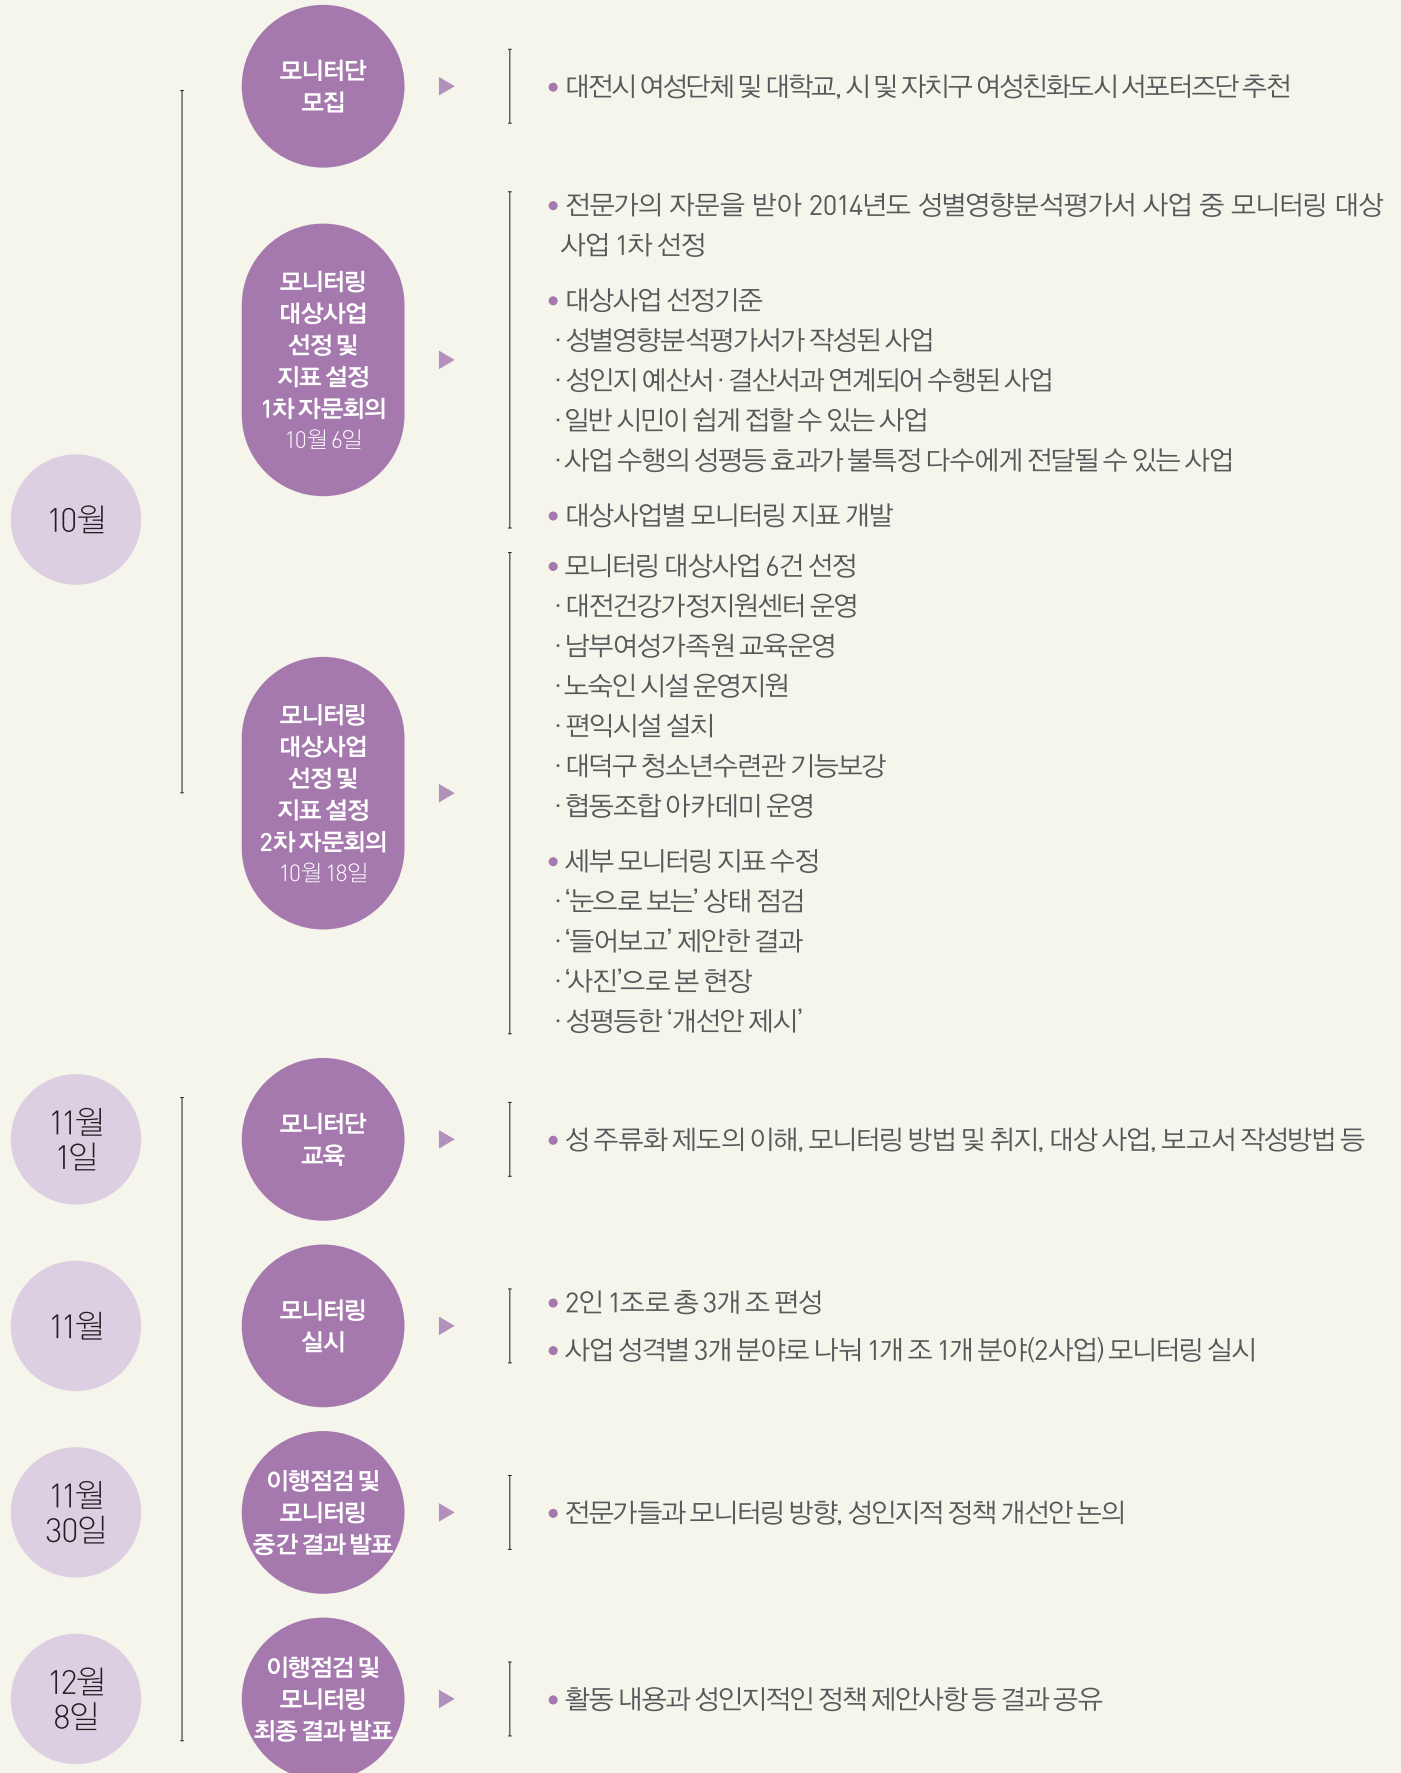 모니터단
모집
• 대전시 여성단체 및 대학교, 시 및 자치구 여성친화도시 서포터즈단 추천
10월
모니터링
대상사업
선정 및
지표 설정
1차 자문회의
10월 6일
• 전문가의 자문을 받아 2014년도 성별영향분석평가서 사업 중 모니터링 대상
사업 1차 선정
• 대상사업 선정기준
· 성별영향분석평가서가 작성된 사업
· 성인지 예산서 · 결산서과 연계되어 수행된 사업
· 일반 시민이 쉽게 접할 수 있는 사업
· 사업 수행의 성평등 효과가 불특정 다수에게 전달될 수 있는 사업
• 대상사업별 모니터링 지표 개발
모니터링
대상사업
선정 및
지표 설정
2차 자문회의
10월 18일
• 모니터링 대상사업 6건 선정
· 대전건강가정지원센터 운영
· 남부여성가족원 교육운영
· 노숙인 시설 운영지원
· 편익시설 설치
· 대덕구 청소년수련관 기능보강
· 협동조합 아카데미 운영
• 세부 모니터링 지표 수정
· ‘눈으로 보는’ 상태 점검
· ‘들어보고’ 제안한 결과
· ‘사진’으로 본 현장
· 성평등한 ‘개선안 제시’
11월
1일
모니터단
교육
• 성 주류화 제도의 이해, 모니터링 방법 및 취지, 대상 사업, 보고서 작성방법 등
11월
모니터링
실시
• 2인 1조로 총 3개 조 편성
• 사업 성격별 3개 분야로 나눠 1개 조 1개 분야(2사업) 모니터링 실시
11월
30일
이행점검 및
모니터링
중간 결과 발표
• 전문가들과 모니터링 방향, 성인지적 정책 개선안 논의
12월
8일
이행점검 및
모니터링
최종 결과 발표
• 활동 내용과 성인지적인 정책 제안사항 등 결과 공유